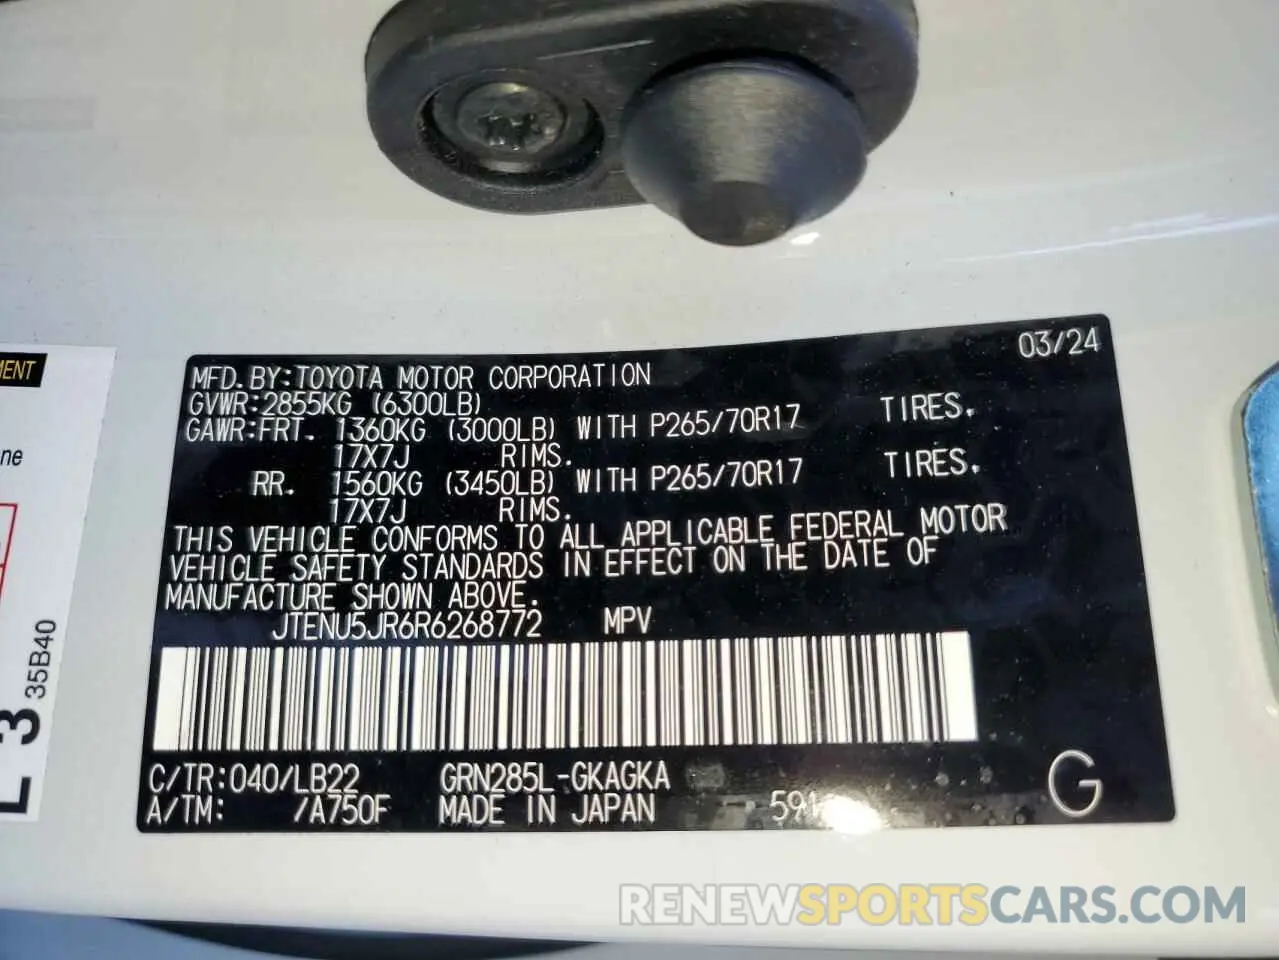 MENT
ne
35B40
3
03/24
MFD. BY:TOYOTA MOTOR CORPORATION
GVWR:2855KG (6300LB)
GAWR:FRT. 1360KG (3000LB) WITH P265/70R17 TIRES.
17X7J RIMS.
RR. 1560KG (3450LB) WITH P265/70R17 TIRES.
17X7J RIMS.
THIS VEHICLE CONFORMS TO ALL APPLICABLE FEDERAL MOTOR
VEHICLE SAFETY STANDARDS IN EFFECT ON THE DATE OF
MANUFACTURE SHOWN ABOVE.
JTENU5JR6R6268772 MPV
C/TR:040/LB22 GRN285L-GKAGKA
A/TM: /A750F MADE IN JAPAN
G
RENEWSPORTSCARS.COM